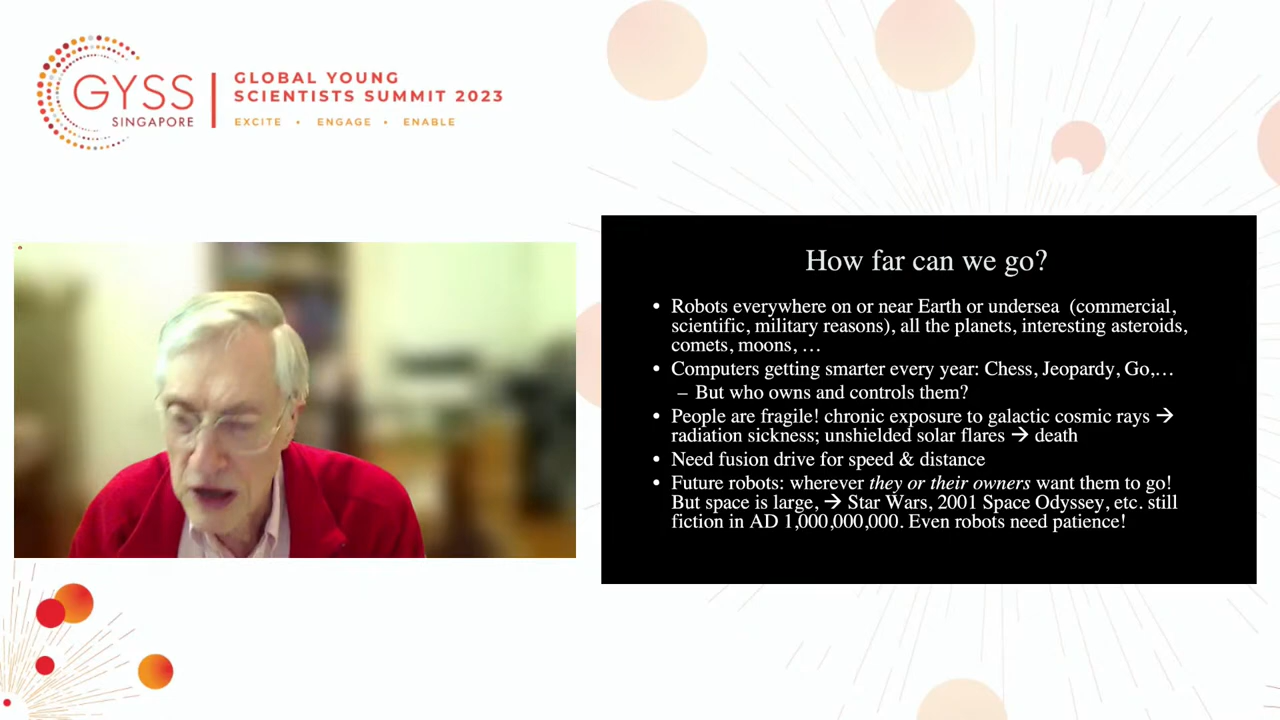 GYSS
SINGAPORE
GLOBAL YOUNG
SCIENTISTS SUMMIT 2023
EXCITE • ENGAGE • ENABLE
How far can we go?
• Robots everywhere on or near Earth or undersea (commercial,
scientific, military reasons), all the planets, interesting asteroids,
comets, moons, …
• Computers getting smarter every year: Chess, Jeopardy, Go,…
– But who owns and controls them?
• People are fragile! chronic exposure to galactic cosmic rays →
radiation sickness; unshielded solar flares → death
• Need fusion drive for speed & distance
• Future robots: wherever they or their owners want them to go!
But space is large, → Star Wars, 2001 Space Odyssey, etc. still
fiction in AD 1,000,000,000. Even robots need patience!